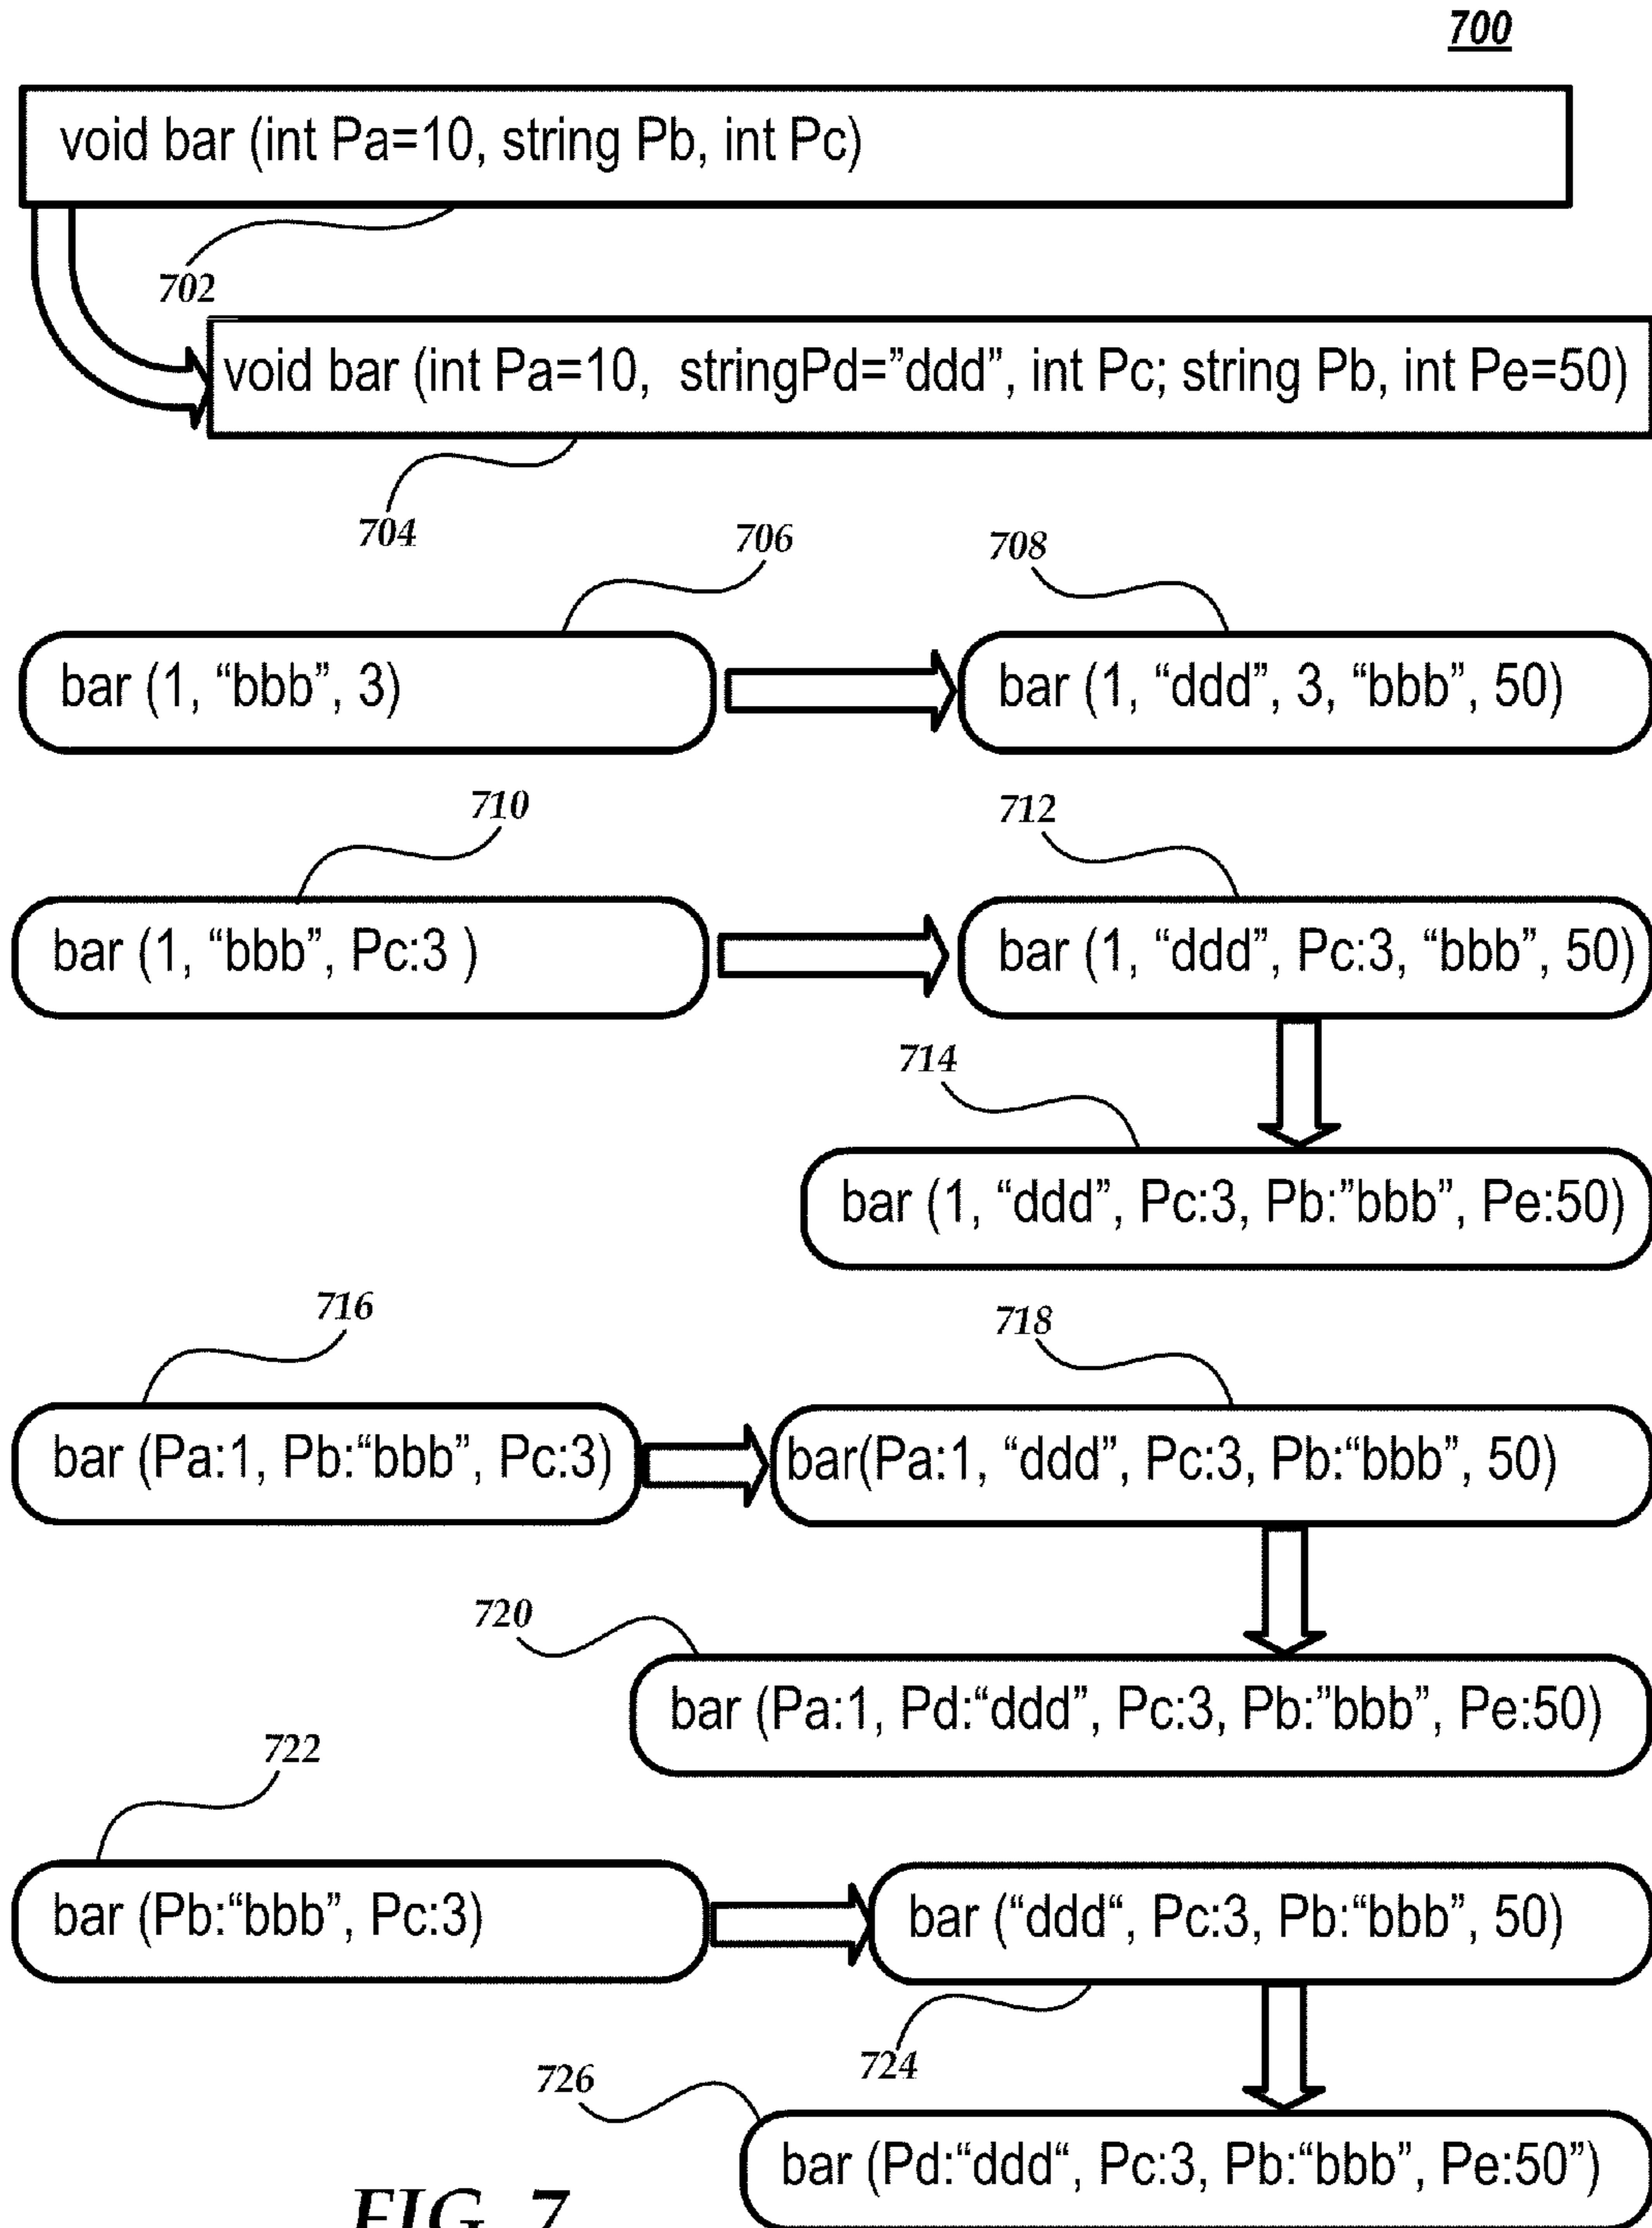 700
void bar (int Pa=10, string Pb, int Pc)
702
void bar (int Pa=10, stringPd=”ddd”, int Pc; string Pb, int Pe=50)
704
706
708
bar (1, “bbb”, 3)
bar (1, “ddd”, 3, “bbb”, 50)
710
712
bar (1, “bbb”, Pc:3 )
bar (1, “ddd”, Pc:3, “bbb”, 50)
714
bar (1, “ddd”, Pc:3, Pb:”bbb”, Pe:50)
716
718
bar (Pa:1, Pb:“bbb”, Pc:3)
bar(Pa:1, “ddd”, Pc:3, Pb:“bbb”, 50)
720
bar (Pa:1, Pd:“ddd”, Pc:3, Pb:”bbb”, Pe:50)
722
bar (Pb:“bbb”, Pc:3)
bar (“ddd“, Pc:3, Pb:“bbb”, 50)
724
726
bar (Pd:“ddd“, Pc:3, Pb:“bbb”, Pe:50”)
FIG. 7